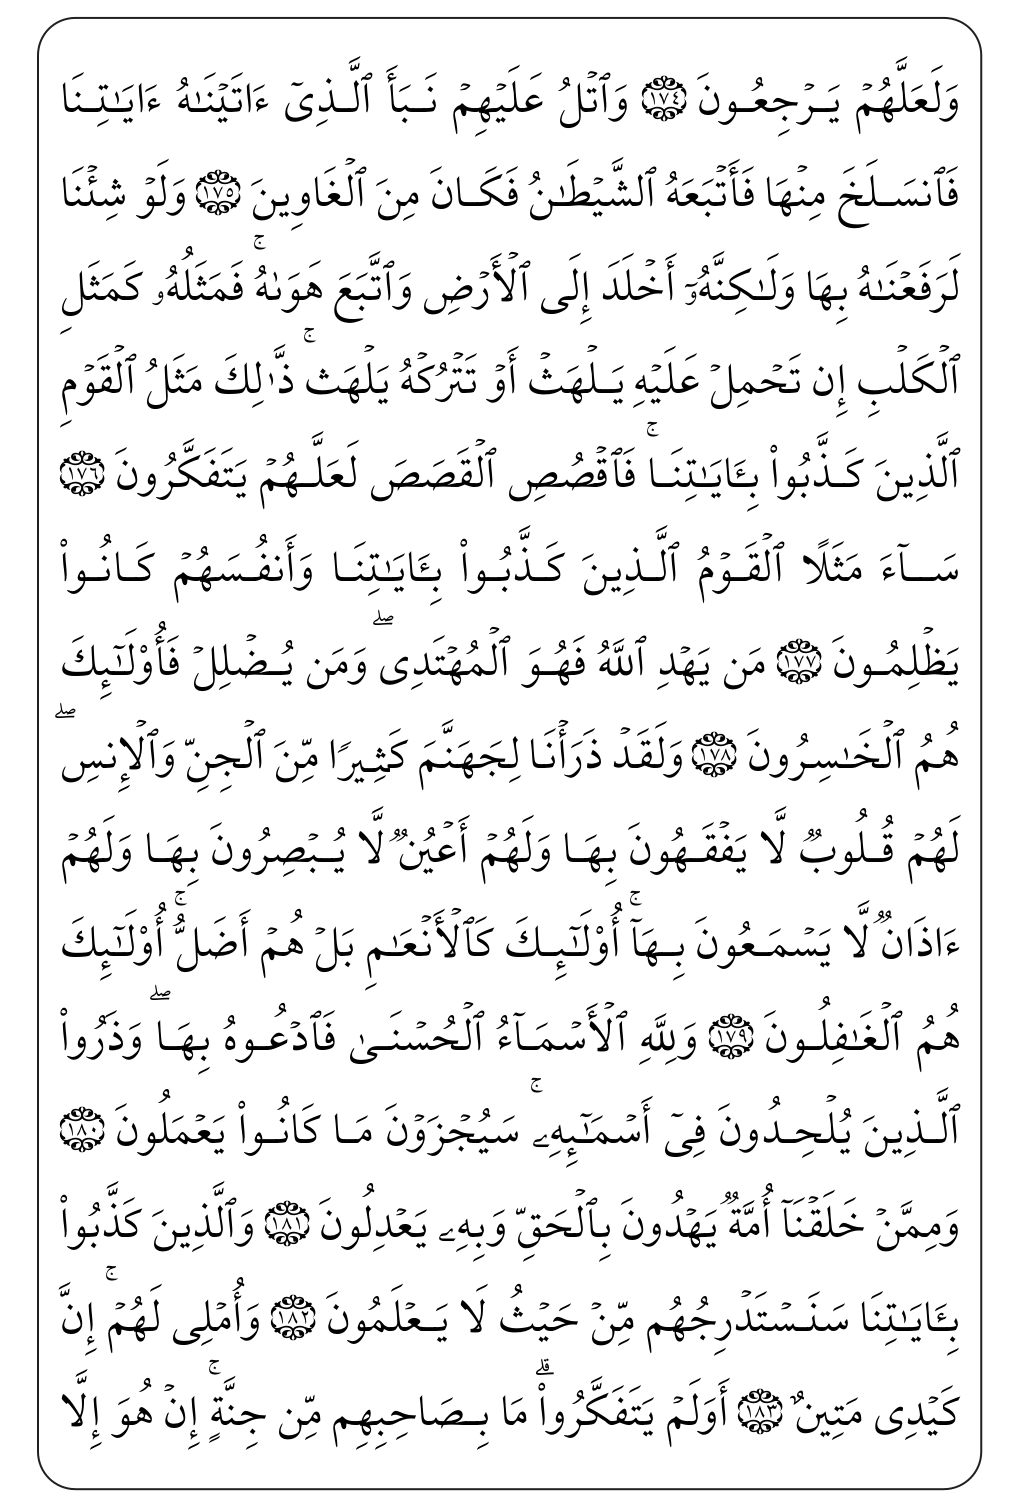 وَلَعَلَّهُمۡ يَرۡجِعُونَ ١٧٤ وَٱتۡلُ عَلَيۡهِمۡ نَبَأَ ٱلَّذِيٓ ءَاتَيۡنَٰهُ ءَايَٰتِنَا
فَٱنسَلَخَ مِنۡهَا فَأَتۡبَعَهُ ٱلشَّيۡطَٰنُ فَكَانَ مِنَ ٱلۡغَاوِينَ ١٧٥ وَلَوۡ شِئۡنَا
لَرَفَعۡنَٰهُ بِهَا وَلَٰكِنَّهُۥٓ أَخۡلَدَ إِلَى ٱلۡأَرۡضِ وَٱتَّبَعَ هَوَىٰهُۚ فَمَثَلُهُۥ كَمَثَلِ
ٱلۡكَلۡبِ إِن تَحۡمِلۡ عَلَيۡهِ يَلۡهَثۡ أَوۡ تَتۡرُكۡهُ يَلۡهَثۚ ذَّٰلِكَ مَثَلُ ٱلۡقَوۡمِ
ٱلَّذِينَ كَذَّبُواْ بِـَٔايَٰتِنَاۚ فَٱقۡصُصِ ٱلۡقَصَصَ لَعَلَّهُمۡ يَتَفَكَّرُونَ ١٧٦
سَآءَ مَثَلًا ٱلۡقَوۡمُ ٱلَّذِينَ كَذَّبُواْ بِـَٔايَٰتِنَا وَأَنفُسَهُمۡ كَانُواْ
يَظۡلِمُونَ ١٧٧ مَن يَهۡدِ ٱللَّهُ فَهُوَ ٱلۡمُهۡتَدِيۖ وَمَن يُضۡلِلۡ فَأُوْلَٰٓئِكَ
هُمُ ٱلۡخَٰسِرُونَ ١٧٨ وَلَقَدۡ ذَرَأۡنَا لِجَهَنَّمَ كَثِيرٗا مِّنَ ٱلۡجِنِّ وَٱلۡإِنسِۖ
لَهُمۡ قُلُوبٞ لَّا يَفۡقَهُونَ بِهَا وَلَهُمۡ أَعۡيُنٞ لَّا يُبۡصِرُونَ بِهَا وَلَهُمۡ
ءَاذَانٞ لَّا يَسۡمَعُونَ بِهَآۚ أُوْلَٰٓئِكَ كَٱلۡأَنۡعَٰمِ بَلۡ هُمۡ أَضَلُّۚ أُوْلَٰٓئِكَ
هُمُ ٱلۡغَٰفِلُونَ ١٧٩ وَلِلَّهِ ٱلۡأَسۡمَآءُ ٱلۡحُسۡنَىٰ فَٱدۡعُوهُ بِهَاۖ وَذَرُواْ
ٱلَّذِينَ يُلۡحِدُونَ فِيٓ أَسۡمَٰٓئِهِۦۚ سَيُجۡزَوۡنَ مَا كَانُواْ يَعۡمَلُونَ ١٨٠
وَمِمَّنۡ خَلَقۡنَآ أُمَّةٞ يَهۡدُونَ بِٱلۡحَقِّ وَبِهِۦ يَعۡدِلُونَ ١٨١ وَٱلَّذِينَ كَذَّبُواْ
بِـَٔايَٰتِنَا سَنَسۡتَدۡرِجُهُم مِّنۡ حَيۡثُ لَا يَعۡلَمُونَ ١٨٢ وَأُمۡلِي لَهُمۡۚ إِنَّ
كَيۡدِي مَتِينٌ ١٨٣ أَوَلَمۡ يَتَفَكَّرُواْۗ مَا بِصَاحِبِهِم مِّن جِنَّةٍۚ إِنۡ هُوَ إِلَّا